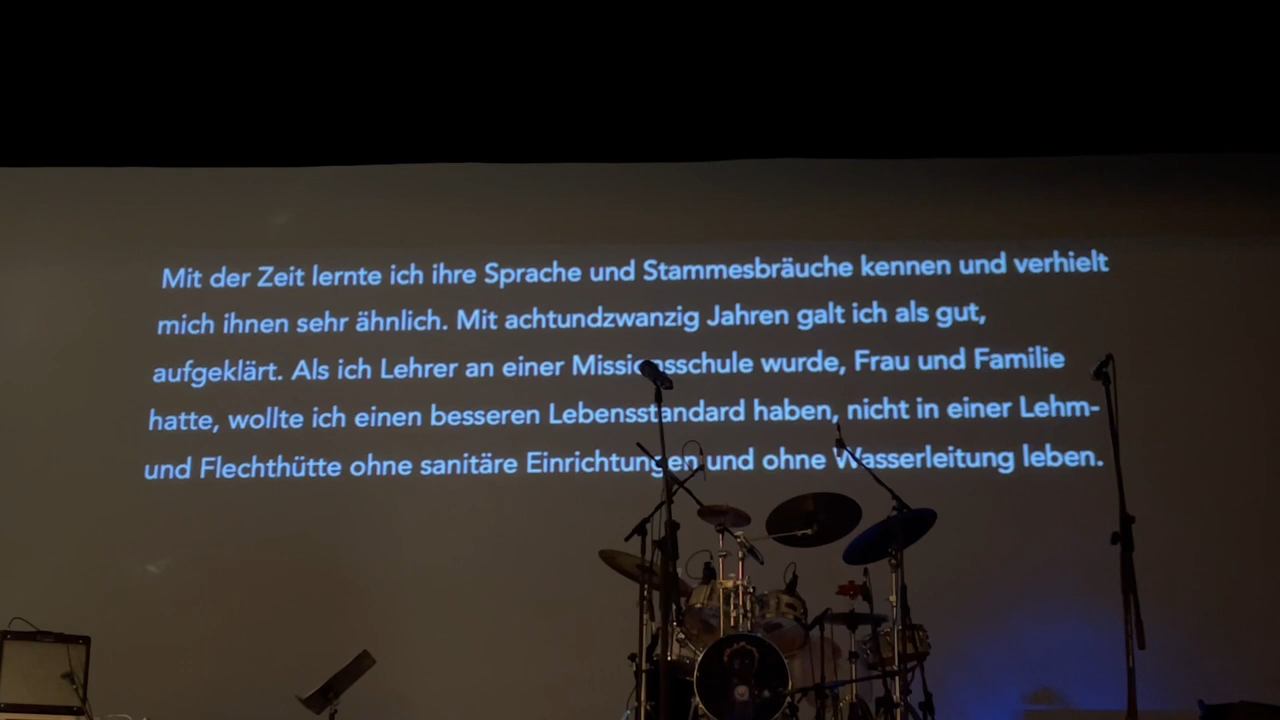 Mit der Zeit lernte ich ihre Sprache und Stammesbräuche kennen und verhielt
mich ihnen sehr ähnlich. Mit achtundzwanzig Jahren galt ich als gut,
aufgeklärt. Als ich Lehrer an einer Missionsschule wurde, Frau und Familie
hatte, wollte ich einen besseren Lebensstandard haben, nicht in einer Lehm-
und Flechthütte ohne sanitäre Einrichtungen und ohne Wasserleitung leben.